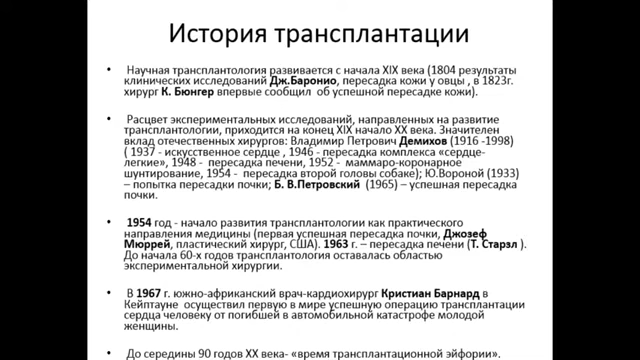 История трансплантации
• Научная трансплантология развивается с начала XIX века (1804 результаты
клинических исследований Дж.Баронио, пересадка кожи у овцы , в 1823г.
хирург К. Бюнгер впервые сообщил об успешной пересадке кожи).
• Расцвет экспериментальных исследований, направленных на развитие
трансплантологии, приходится на конец XIX начало XX века. Значителен
вклад отечественных хирургов: Владимир Петрович Демихов (1916 -1998)
( 1937 - искусственное сердце , 1946 - пересадка комплекса «сердце-
легкие», 1948 - пересадка печени, 1952 - маммаро-коронарное
шунтирование, 1954 - пересадка второй головы собаке); Ю.Вороной (1933)
– попытка пересадки почки; Б. В.Петровский (1965) – успешная пересадка
почки.
• 1954 год - начало развития трансплантологии как практического
направления медицины (первая успешная пересадка почки, Джозеф
Мюррей, пластический хирург, США). 1963 г. – пересадка печени (Т. Старзл ).
До начала 60-х годов трансплантология оставалась областью
экспериментальной хирургии.
• В 1967 г. южно-африканский врач-кардиохирург Кристиан Барнард в
Кейптауне осуществил первую в мире успешную операцию трансплантации
сердца человеку от погибшей в автомобильной катастрофе молодой
женщины.
• До середины 90 годов XX века- «время трансплантационной эйфории».